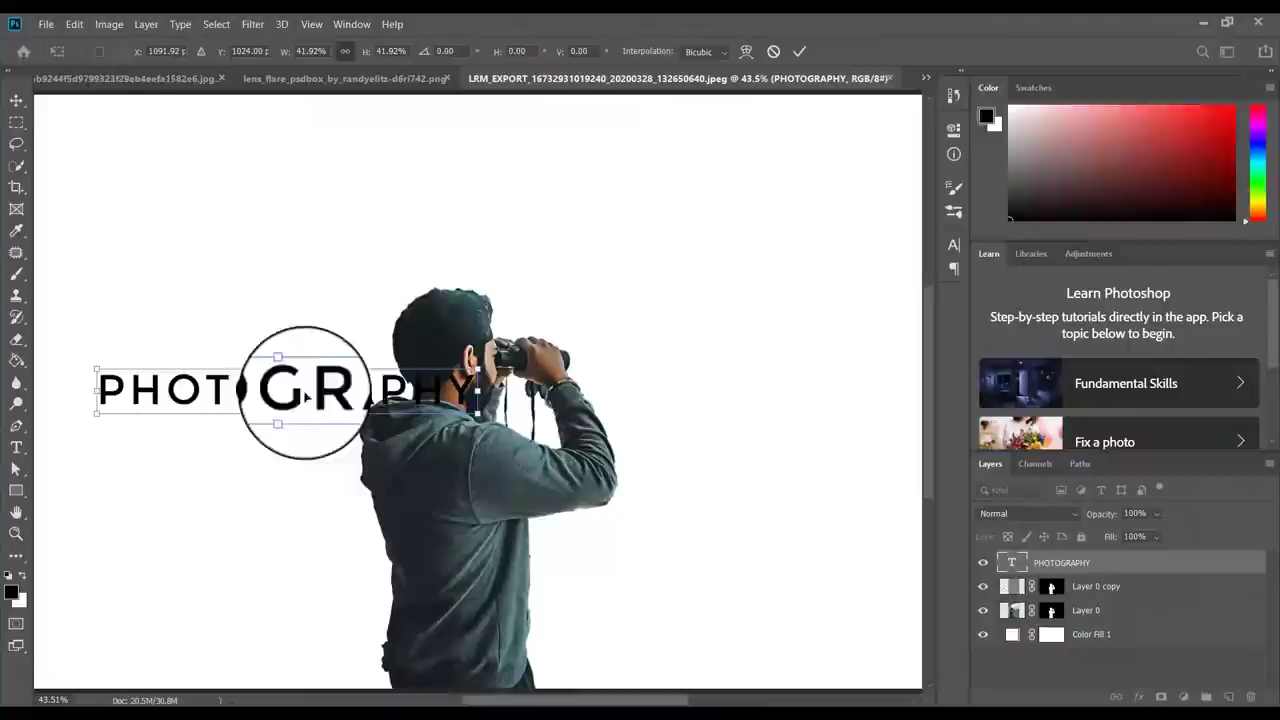 Ps File Edit Image Layer Type Select Filter 3D View Window Help
X: 1091.92 p Y: 1024.00 p W: 41.92% H: 41.92% 0.00 ° H: 0.00 ° V: 0.00 ° Interpolation: Bicubic
b9244f5d9799323f29eb4eefa1582e6.jpg... × lens_flare_psdbox_by_randyelitz-d6ri742.png × LRM_EXPORT_16732931019240_20200328_132650640.jpeg @ 43.5% (PHOTOGRAPHY, RGB/8#) ×
Color Swatches
Learn Libraries Adjustments
Learn Photoshop
Step-by-step tutorials directly in the app. Pick a
topic below to begin.
Fundamental Skills
PHOTOGRAPHY
Fix a photo
Layers Channels Paths
Kind
Normal Opacity: 100%
Fill: 100%
T PHOTOGRAPHY
Layer 0 copy
Layer 0
Color Fill 1
43.51% Doc: 20.5M/30.8M